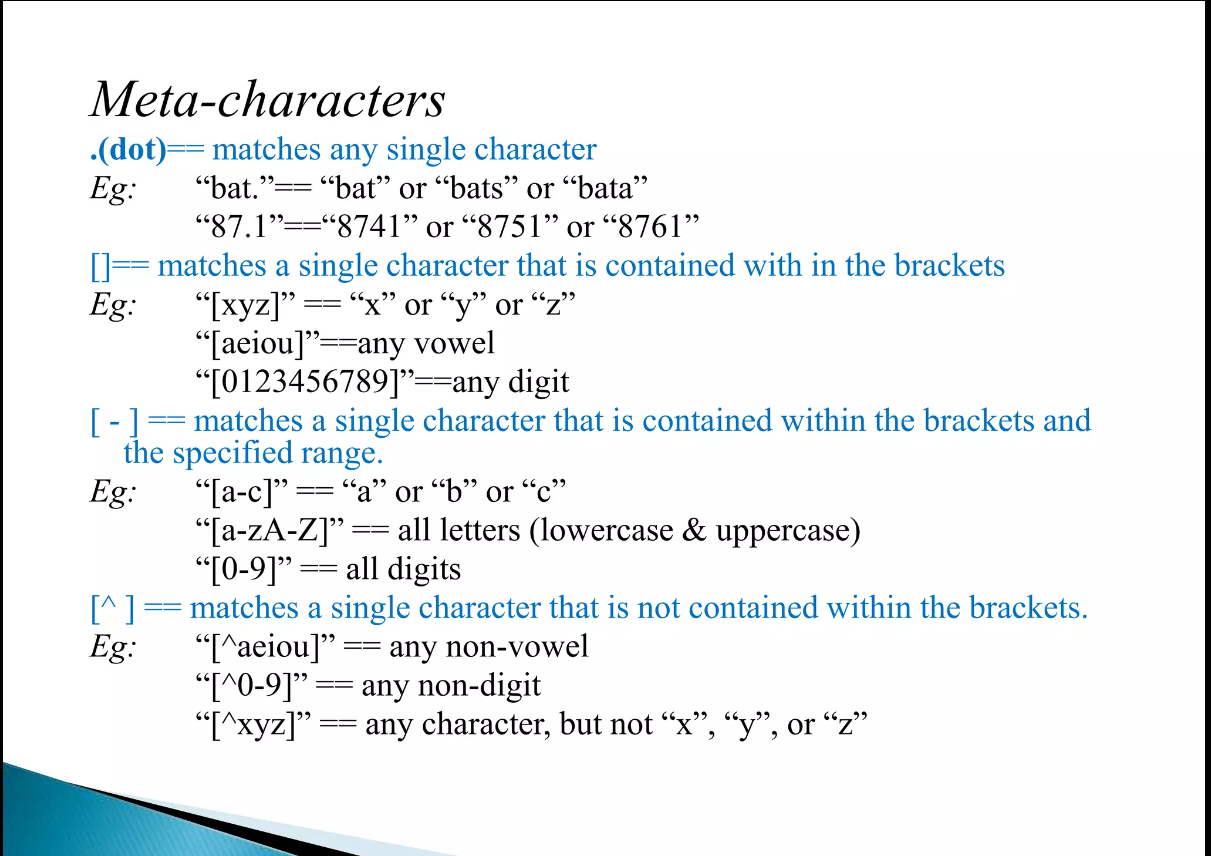 Meta-characters
.(dot)== matches any single character
Eg: “bat.”== “bat” or “bats” or “bata”
“87.1”==“8741” or “8751” or “8761”
[]== matches a single character that is contained with in the brackets
Eg: “[xyz]” == “x” or “y” or “z”
“[aeiou]”==any vowel
“[0123456789]”==any digit
[ - ] == matches a single character that is contained within the brackets and
the specified range.
Eg: “[a-c]” == “a” or “b” or “c”
“[a-zA-Z]” == all letters (lowercase & uppercase)
“[0-9]” == all digits
[^ ] == matches a single character that is not contained within the brackets.
Eg: “[^aeiou]” == any non-vowel
“[^0-9]” == any non-digit
“[^xyz]” == any character, but not “x”, “y”, or “z”